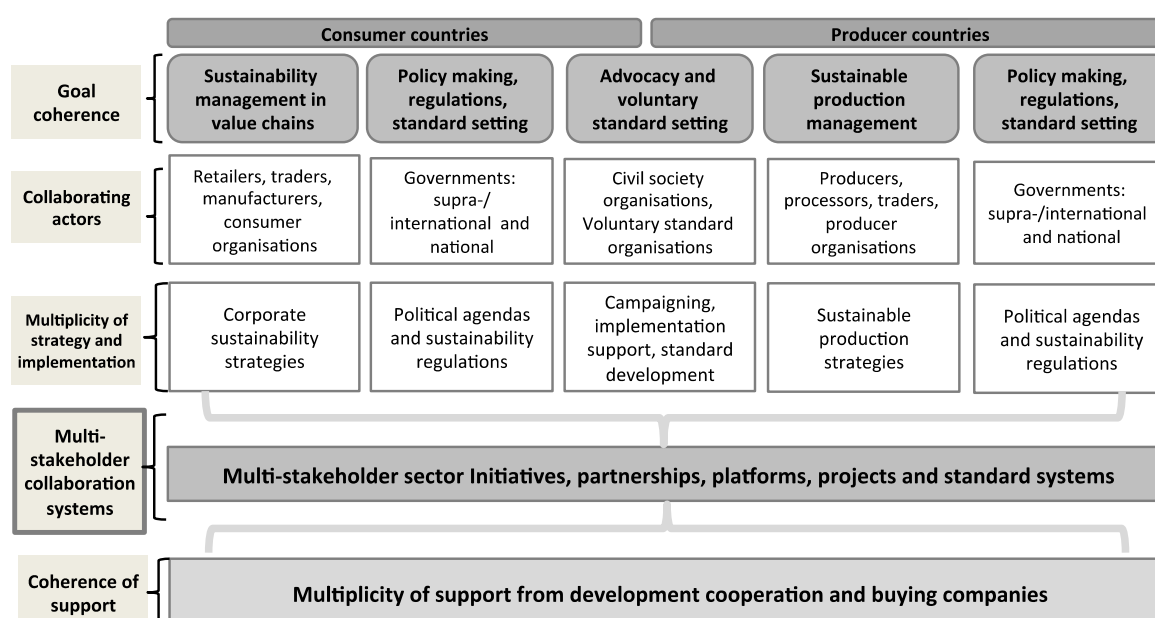 Consumer countries
Producer countries
Goal
coherence
Sustainability
management in
value chains
Policy making,
regulations,
standard setting
Advocacy and
voluntary
standard setting
Sustainable
production
management
Policy making,
regulations,
standard setting
Collaborating
actors
Retailers, traders,
manufacturers,
consumer
organisations
Governments:
supra-/
international and
national
Civil society
organisations,
Voluntary standard
organisations
Producers,
processors, traders,
producer
organisations
Governments:
supra-/international
and national
Multiplicity of
strategy and
implementation
Corporate
sustainability
strategies
Political agendas
and sustainability
regulations
Campaigning,
implementation
support, standard
development
Sustainable
production
strategies
Political agendas
and sustainability
regulations
Multi-
stakeholder
collaboration
systems
Multi-stakeholder sector Initiatives, partnerships, platforms, projects and standard systems
Coherence of
support
Multiplicity of support from development cooperation and buying companies